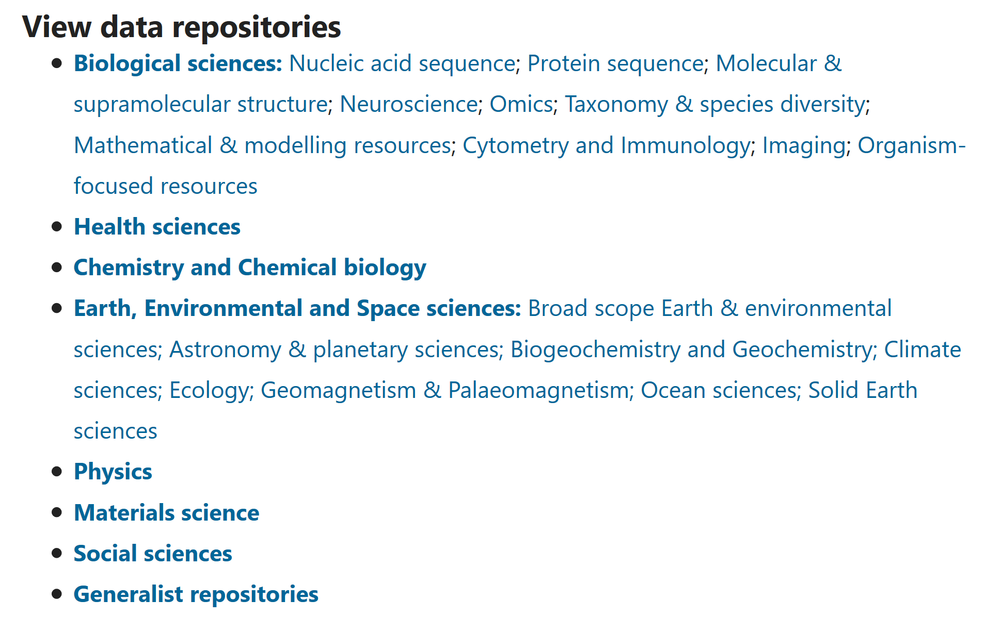 View data repositories
• Biological sciences: Nucleic acid sequence; Protein sequence; Molecular &
supramolecular structure; Neuroscience; Omics; Taxonomy & species diversity;
Mathematical & modelling resources; Cytometry and Immunology; Imaging; Organism-
focused resources
• Health sciences
• Chemistry and Chemical biology
• Earth, Environmental and Space sciences: Broad scope Earth & environmental
sciences; Astronomy & planetary sciences; Biogeochemistry and Geochemistry; Climate
sciences; Ecology; Geomagnetism & Palaeomagnetism; Ocean sciences; Solid Earth
sciences
• Physics
• Materials science
• Social sciences
• Generalist repositories